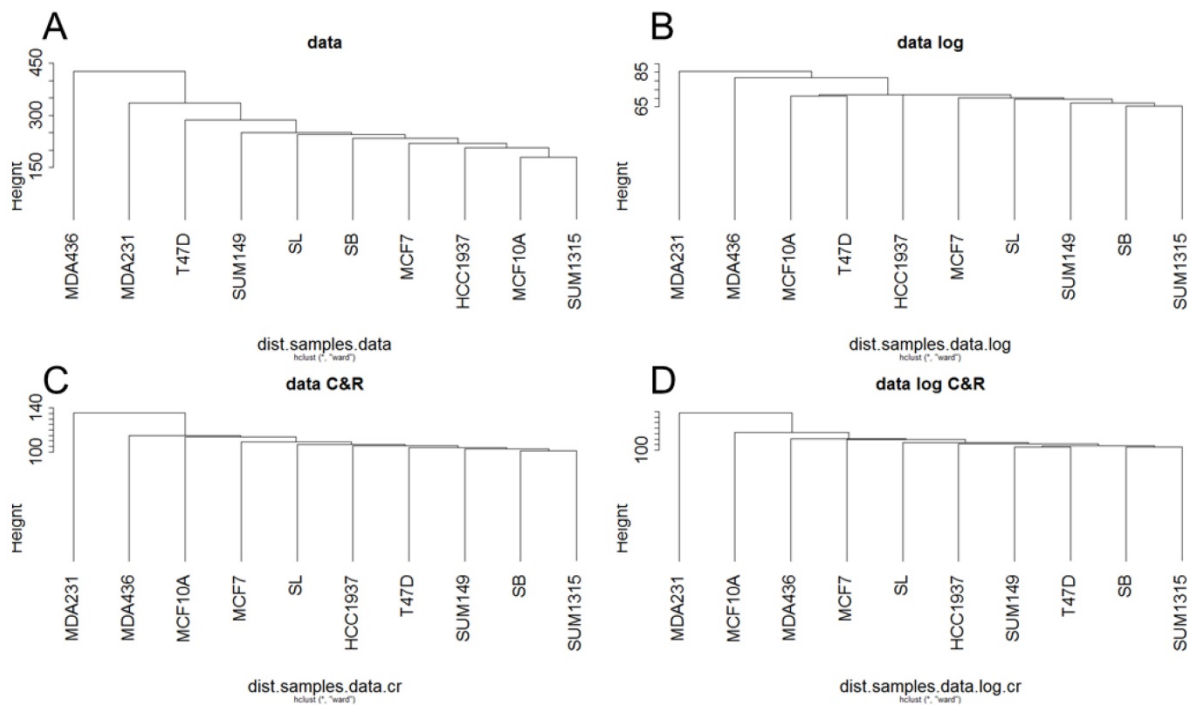 A
data
450
300
150
Height
MDA436
MDA231
T47D
SUM149
SL
SB
MCF7
HCC1937
MCF10A
SUM1315
dist.samples.data
hclust (*, "ward")
B
data log
85
65
Height
MDA231
MDA436
MCF10A
T47D
HCC1937
MCF7
SL
SUM149
SB
SUM1315
dist.samples.data.log
hclust (*, "ward")
C
data C&R
140
100
Height
MDA231
MDA436
MCF10A
MCF7
SL
HCC1937
T47D
SUM149
SB
SUM1315
dist.samples.data.cr
hclust (*, "ward")
D
data log C&R
100
Height
MDA231
MCF10A
MDA436
MCF7
SL
HCC1937
SUM149
T47D
SB
SUM1315
dist.samples.data.log.cr
hclust (*, "ward")